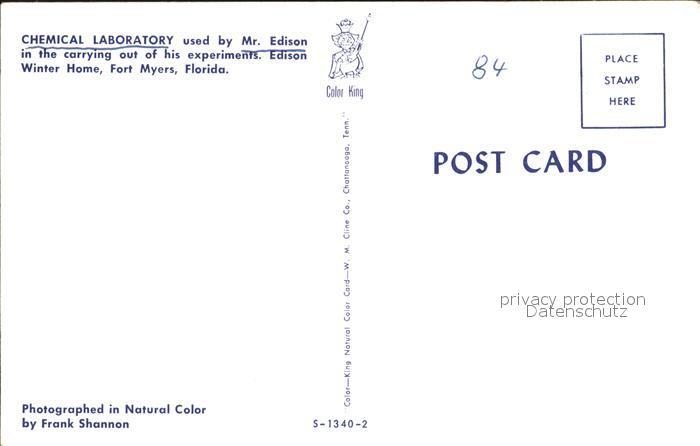 CHEMICAL LABORATORY used by Mr. Edison
in the carrying out of his experiments. Edison
Winter Home, Fort Myers, Florida.
Color King
84
PLACE
STAMP
HERE
POST CARD
Color—King Natural Color Card—W. M. Cline Co., Chattanooga, Tenn."
privacy protection
Datenschutz
Photographed in Natural Color
by Frank Shannon
S-1340-2